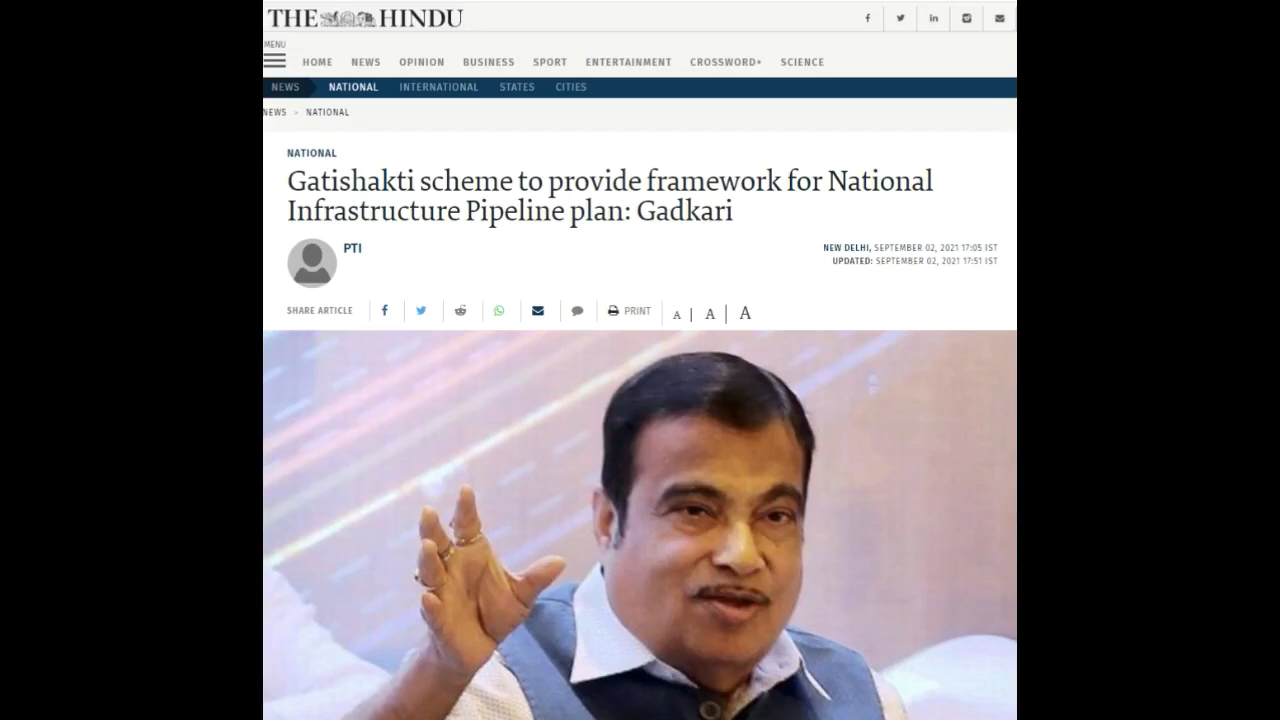 THE HINDU
MENU
HOME NEWS OPINION BUSINESS SPORT ENTERTAINMENT CROSSWORD+ SCIENCE
NEWS NATIONAL INTERNATIONAL STATES CITIES
NEWS > NATIONAL
NATIONAL
Gatishakti scheme to provide framework for National
Infrastructure Pipeline plan: Gadkari
PTI
NEW DELHI, SEPTEMBER 02, 2021 17:05 IST
UPDATED: SEPTEMBER 02, 2021 17:51 IST
SHARE ARTICLE PRINT A | A | A